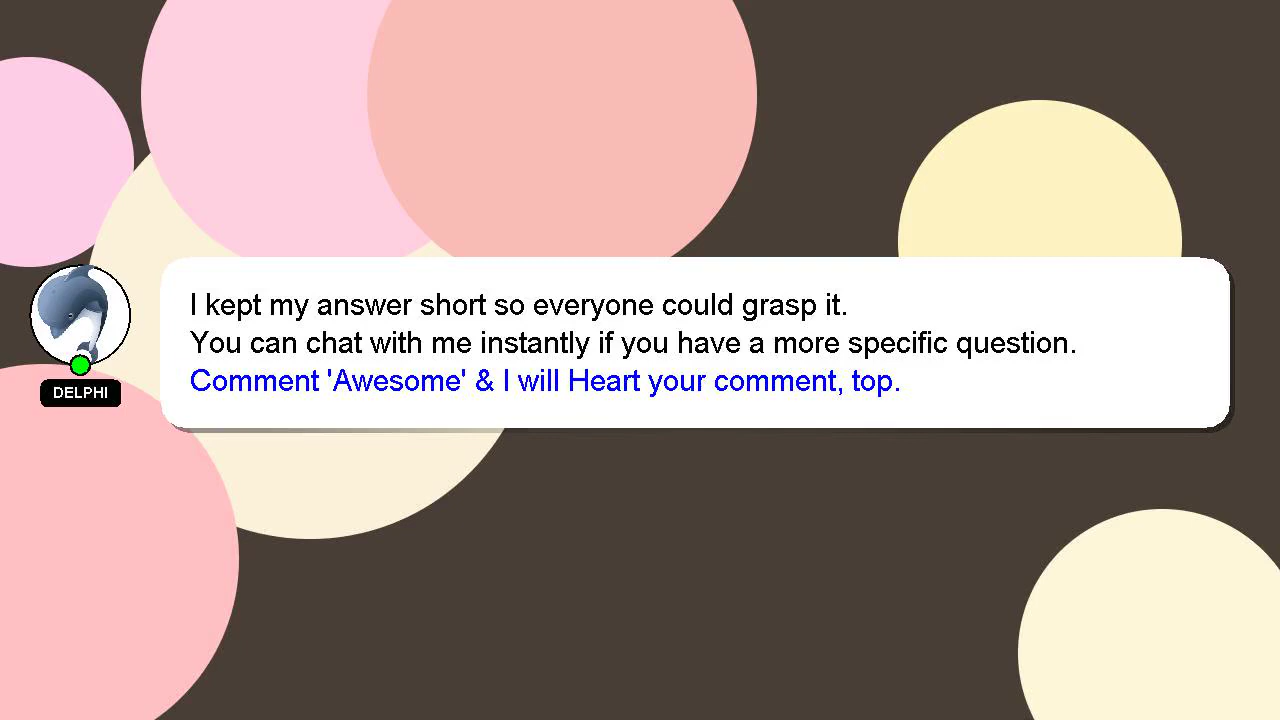 I kept my answer short so everyone could grasp it.
You can chat with me instantly if you have a more specific question.
Comment 'Awesome' & I will Heart your comment, top.
DELPHI